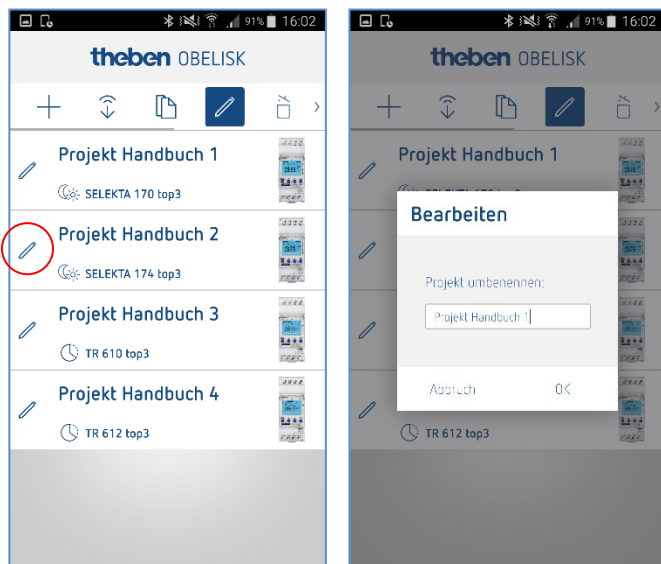 91% 16:02
theben OBELISK
Projekt Handbuch 1
SELEKTA 170 top3
Projekt Handbuch 2
SELEKTA 174 top3
Projekt Handbuch 3
TR 610 top3
Projekt Handbuch 4
TR 612 top3
91% 16:02
theben OBELISK
Projekt Handbuch 1
Bearbeiten
Projekt umbenennen:
Projekt Handbuch 1
Abbruch OK
TR 612 top3